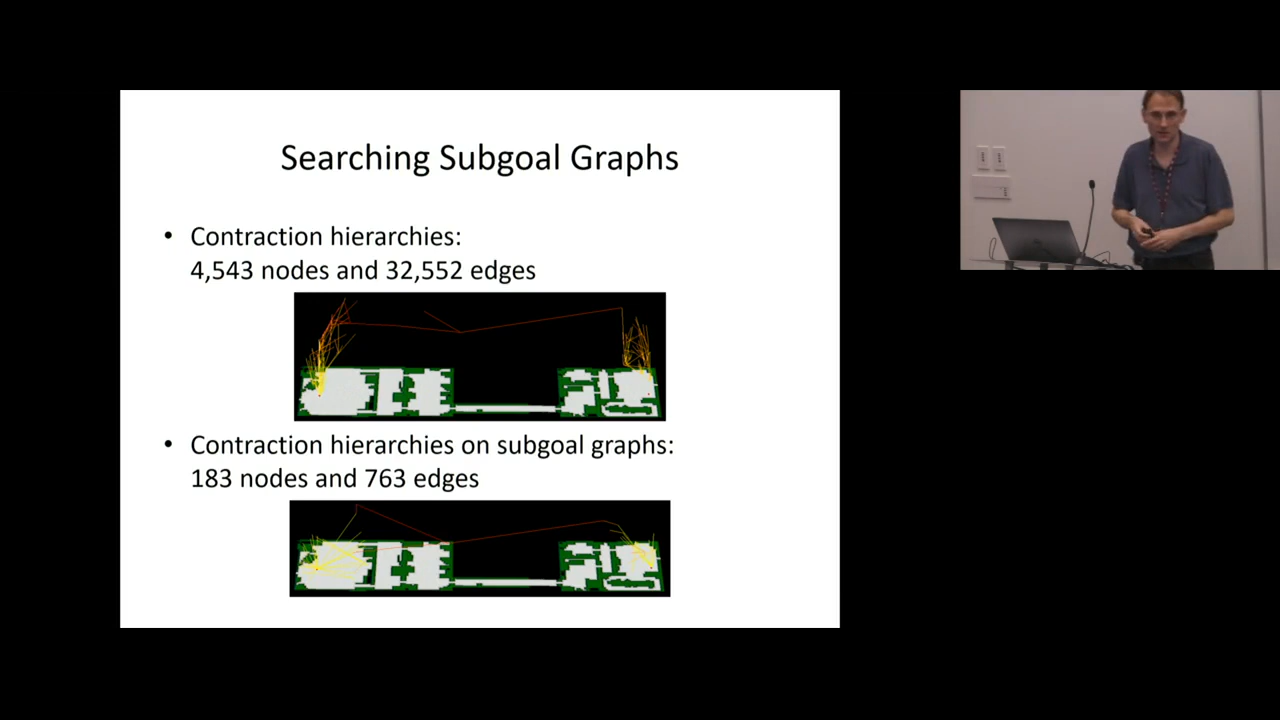 Searching Subgoal Graphs
• Contraction hierarchies:
4,543 nodes and 32,552 edges
• Contraction hierarchies on subgoal graphs:
183 nodes and 763 edges